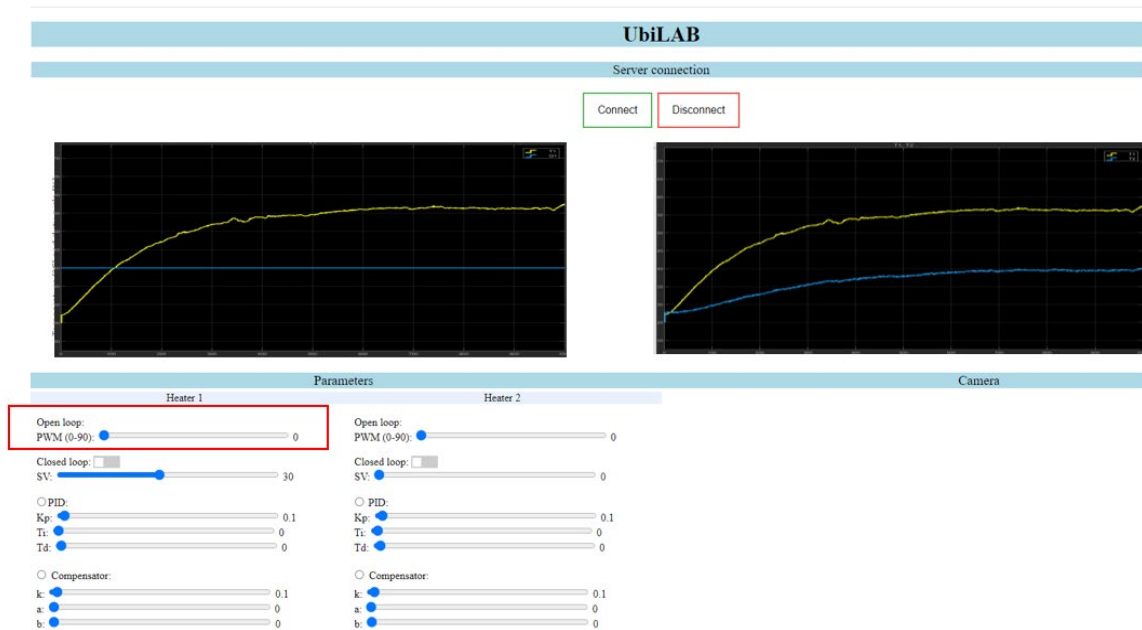 UbiLAB
Server connection
Connect Disconnect
T1, T2
Parameters Camera
Heater 1 Heater 2
Open loop: Open loop:
PWM (0-90): 0 PWM (0-90): 0
Closed loop: Closed loop:
SV: 30 SV: 0
PID: PID:
Kp: 0.1 Kp: 0.1
Ti: 0 Ti: 0
Td: 0 Td: 0
Compensator: Compensator:
k: 0.1 k: 0.1
a: 0 a: 0
b: 0 b: 0